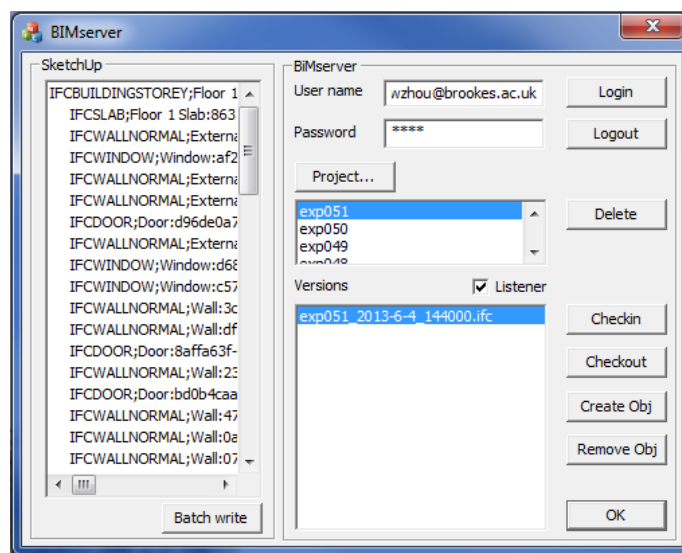 BIMserver
SketchUp
IFCBUILDINGSTOREY;Floor 1
IFCSLAB;Floor 1 Slab:863
IFCWALLNORMAL;Externa
IFCWINDOW;Window:af2
IFCWALLNORMAL;Externa
IFCWALLNORMAL;Externa
IFCDOOR;Door:d96de0a7
IFCWALLNORMAL;Externa
IFCWINDOW;Window:d68
IFCWINDOW;Window:c57
IFCWALLNORMAL;Wall:3c
IFCWALLNORMAL;Wall:df
IFCDOOR;Door:8affa63f-
IFCWALLNORMAL;Wall:23
IFCDOOR;Door:bd0b4caa
IFCWALLNORMAL;Wall:47
IFCWALLNORMAL;Wall:0a
IFCWALLNORMAL;Wall:07
Batch write
BiMserver
User name wzhou@brookes.ac.uk Login
Password **** Logout
Project...
exp051 Delete
exp050
exp049
exp048
Versions Listener
exp051_2013-6-4_144000.ifc Checkin
Checkout
Create Obj
Remove Obj
OK